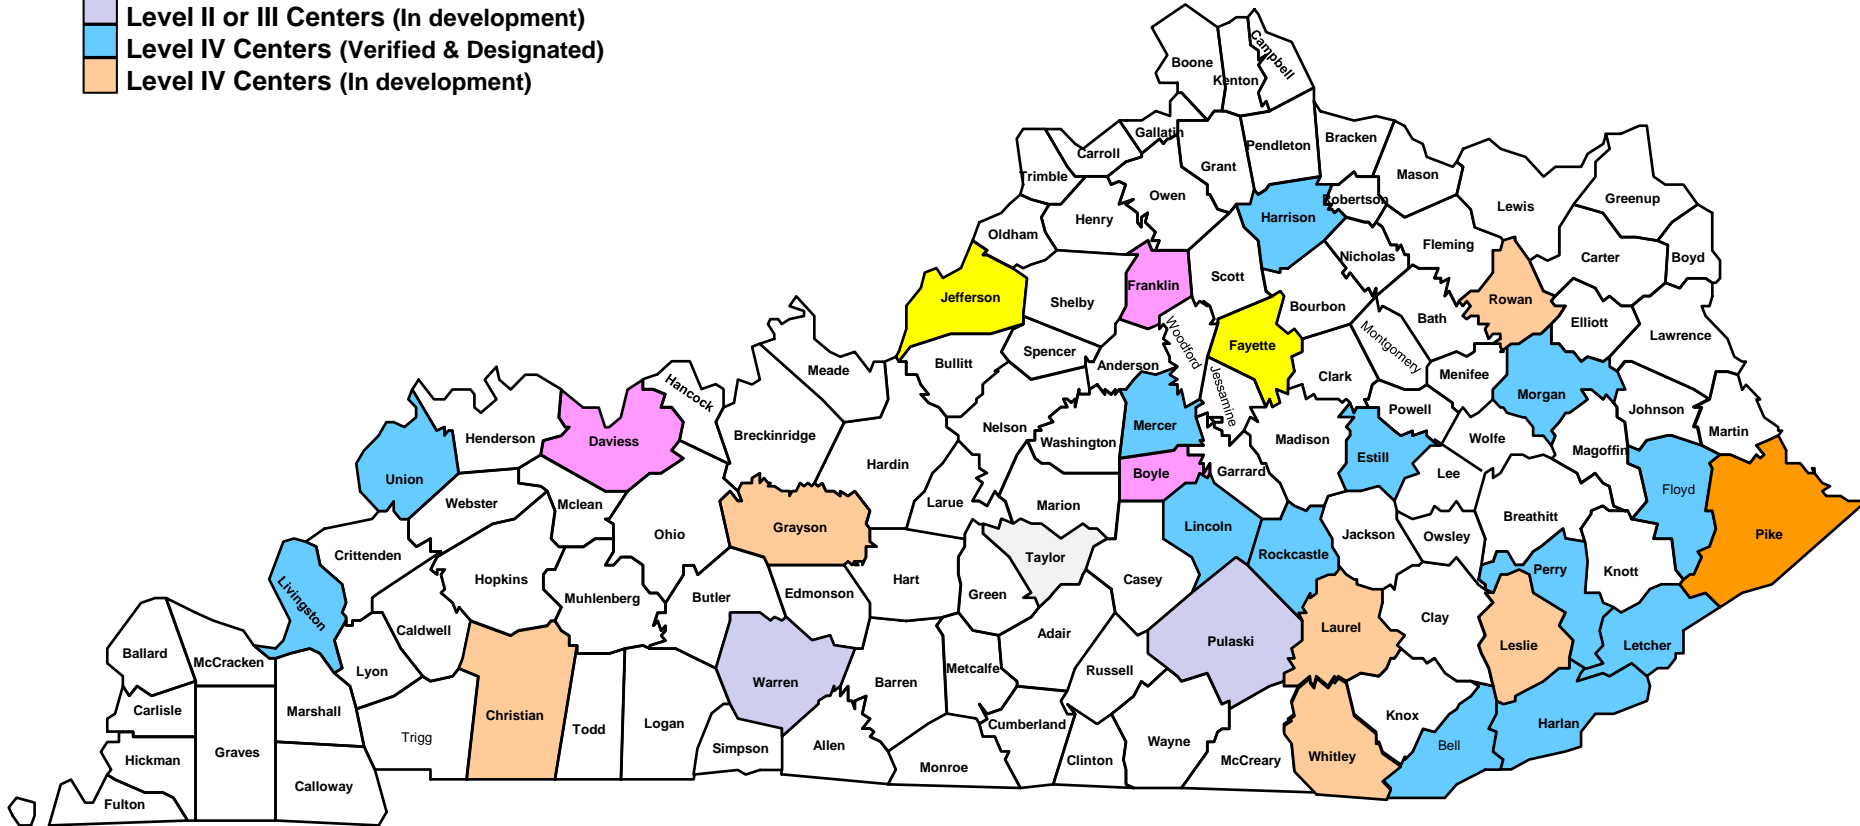 Level II or III Centers (In development)
Level IV Centers (Verified & Designated)
Level IV Centers (In development)
Boone
Kenton
Campbell
Gallatin
Carroll
Trimble
Grant
Pendleton
Bracken
Mason
Owen
Henry
Oldham
Harrison
Robertson
Lewis
Greenup
Fleming
Nicholas
Carter
Boyd
Jefferson
Shelby
Franklin
Scott
Bourbon
Bath
Rowan
Elliott
Lawrence
Woodford
Fayette
Montgomery
Meade
Bullitt
Spencer
Anderson
Jessamine
Clark
Menifee
Morgan
Hancock
Powell
Johnson
Martin
Henderson
Daviess
Breckinridge
Nelson
Washington
Mercer
Madison
Wolfe
Magoffin
Union
Hardin
Boyle
Garrard
Estill
Lee
Floyd
Webster
Mclean
Larue
Marion
Ohio
Grayson
Lincoln
Jackson
Owsley
Breathitt
Pike
Crittenden
Taylor
Rockcastle
Hopkins
Hart
Casey
Perry
Knott
Livingston
Muhlenberg
Butler
Edmonson
Green
Caldwell
Adair
Pulaski
Laurel
Clay
Leslie
Letcher
Ballard
McCracken
Lyon
Warren
Barren
Metcalfe
Russell
Carlisle
Marshall
Christian
Todd
Logan
Cumberland
Knox
Harlan
Trigg
Simpson
Allen
Wayne
Bell
Hickman
Graves
Monroe
Clinton
McCreary
Whitley
Calloway
Fulton